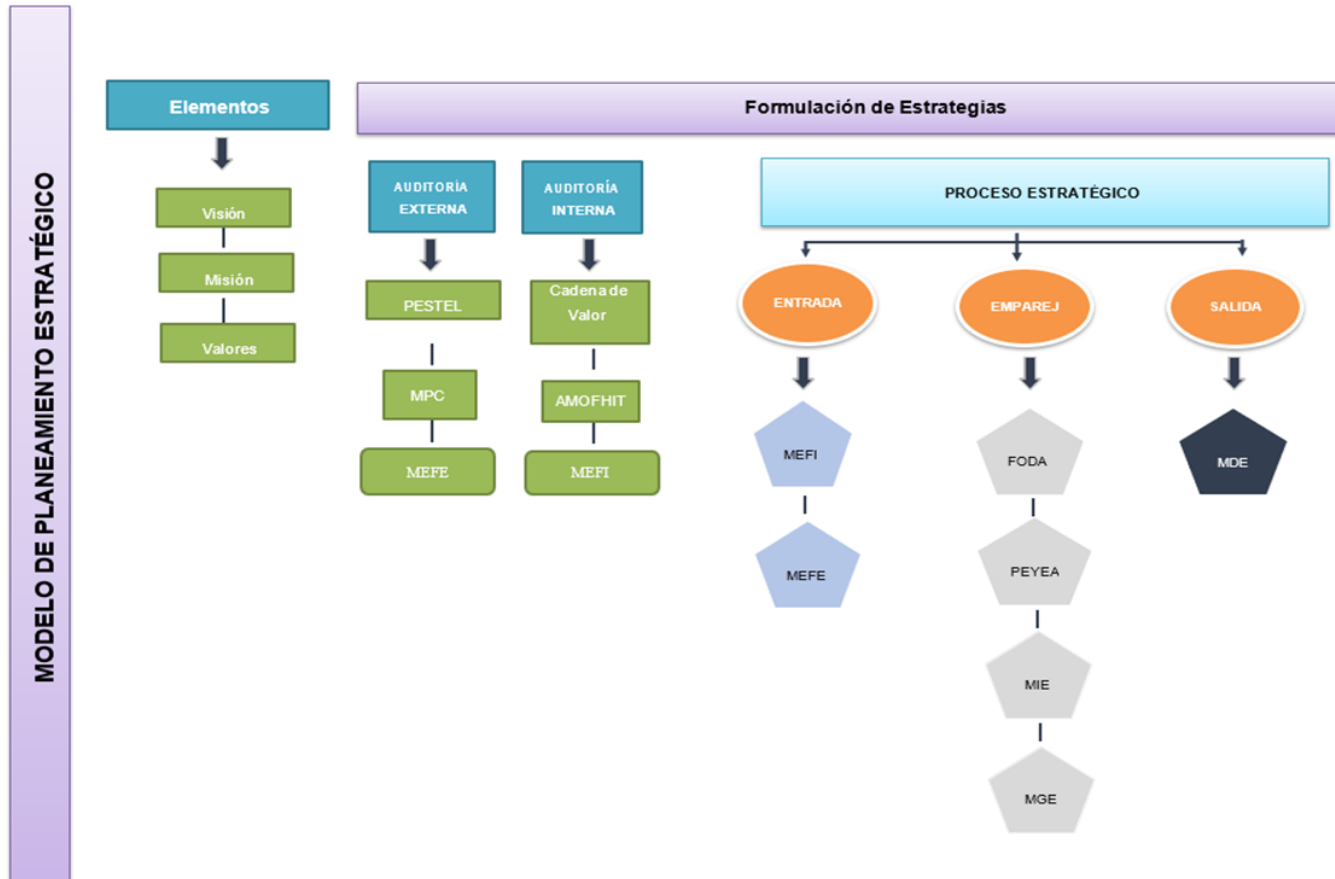 MODELO DE PLANEAMIENTO ESTRATÉGICO
Elementos
Visión
Misión
Valores
Formulación de Estrategias
AUDITORÍA
EXTERNA
PESTEL
MPC
MEFE
AUDITORÍA
INTERNA
Cadena de
Valor
AMOFHIT
MEFI
PROCESO ESTRATÉGICO
ENTRADA
MEFI
MEFE
EMPAREJ
FODA
PEYEA
MIE
MGE
SALIDA
MDE